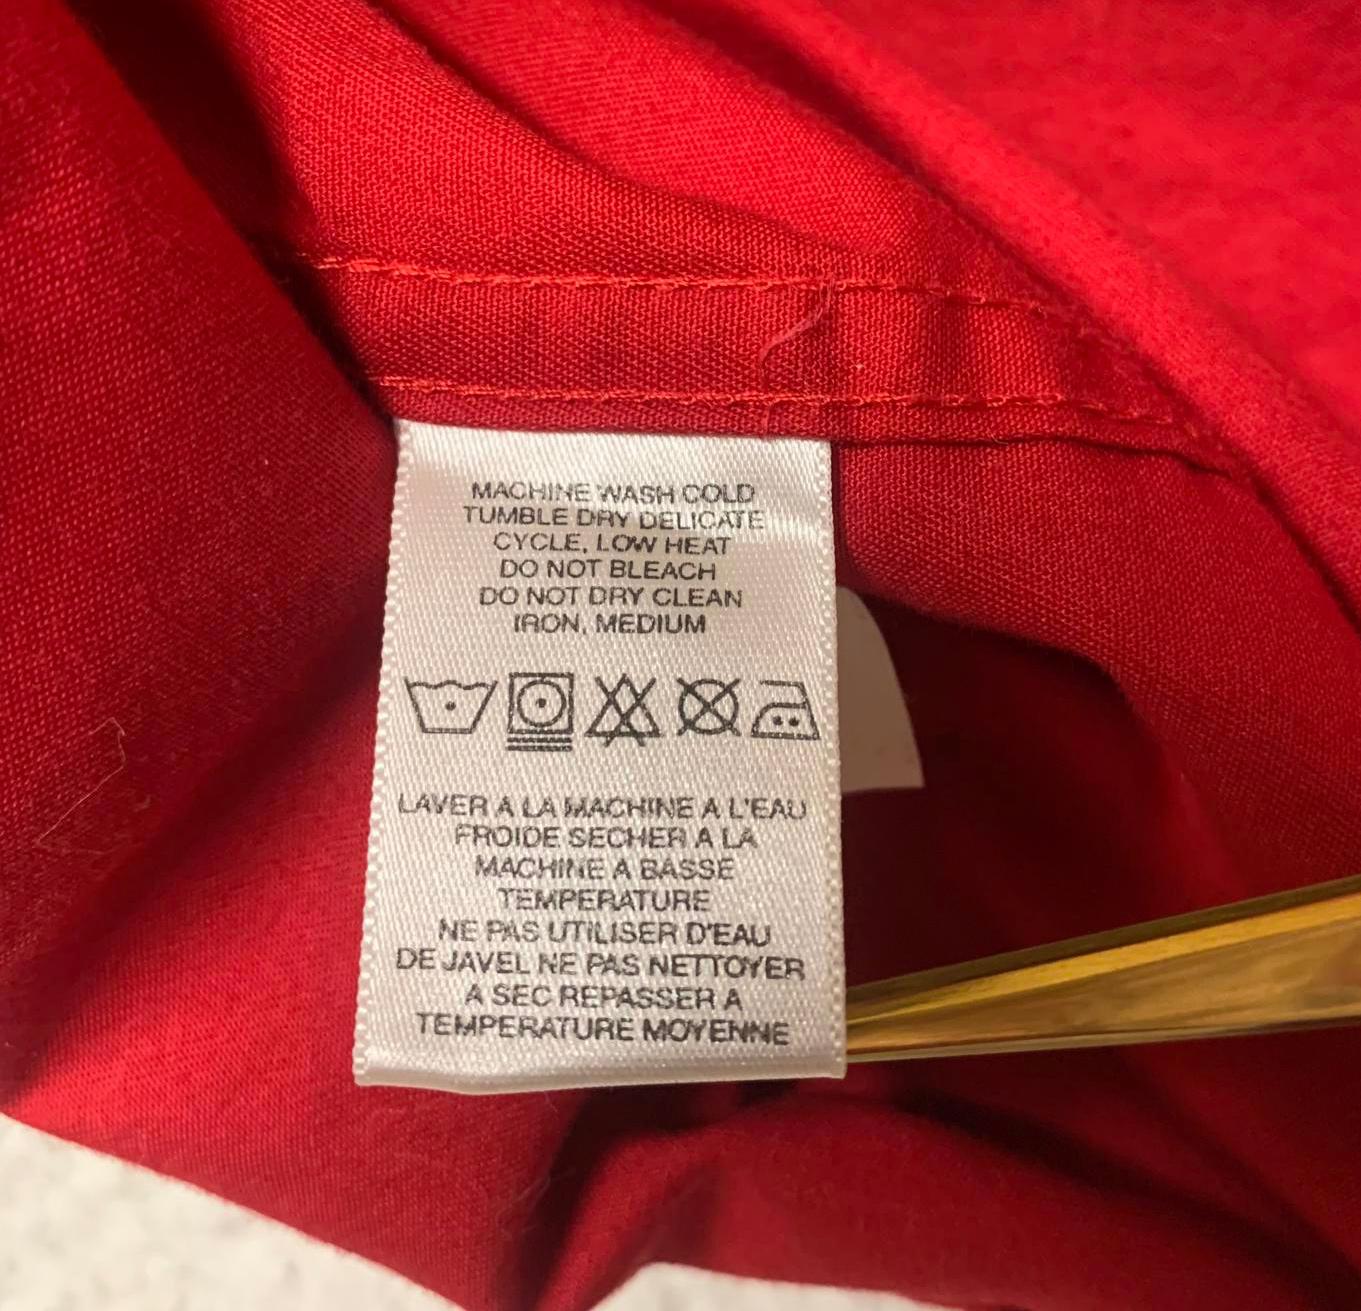 MACHINE WASH COLD
TUMBLE DRY DELICATE
CYCLE, LOW HEAT
DO NOT BLEACH
DO NOT DRY CLEAN
IRON, MEDIUM
LAVER A LA MACHINE A L'EAU
FROIDE SECHER A LA
MACHINE A BASSE
TEMPERATURE
NE PAS UTILISER D'EAU
DE JAVEL NE PAS NETTOYER
A SEC REPASSER A
TEMPERATURE MOYENNE